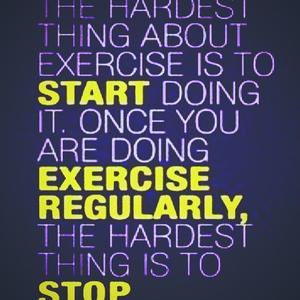 THE HARDEST
THING ABOUT
EXERCISE IS TO
START DOING
IT. ONCE YOU
ARE DOING
EXERCISE
REGULARLY,
THE HARDEST
THING IS TO
STOP